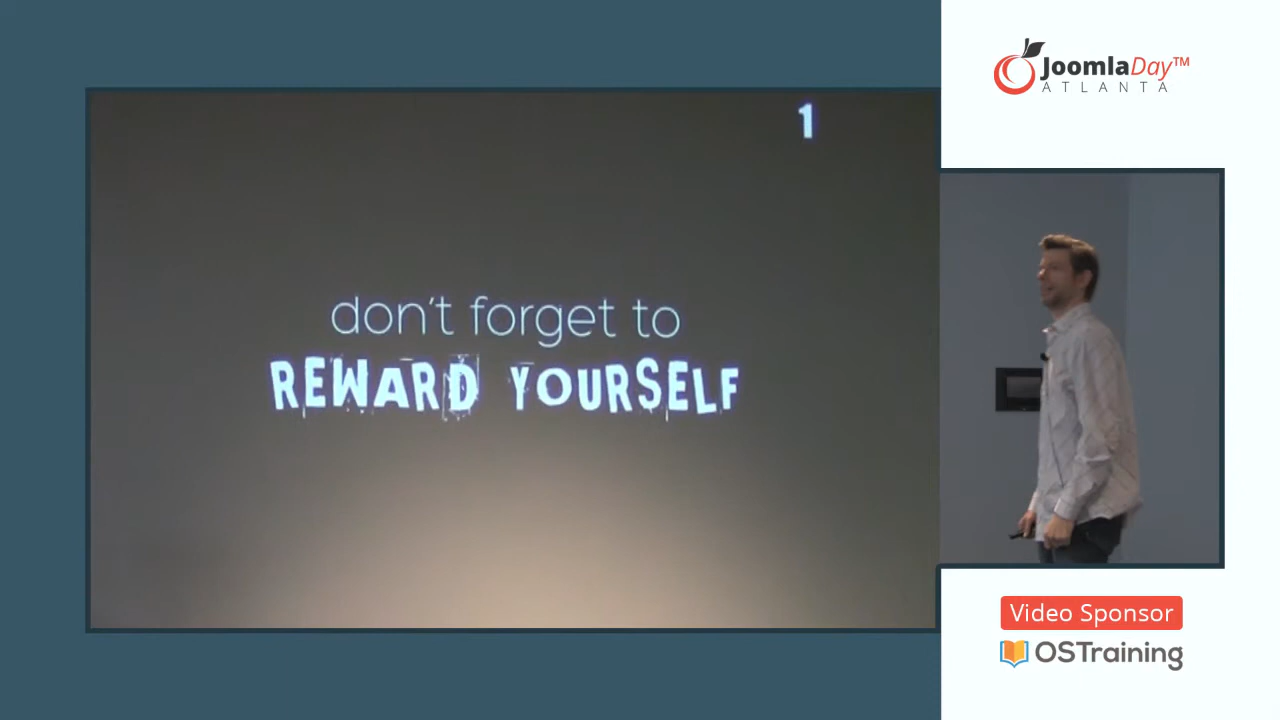 1
don't forget to
REWARD YOURSELF
JoomlaDay™
ATLANTA
Video Sponsor
OSTraining